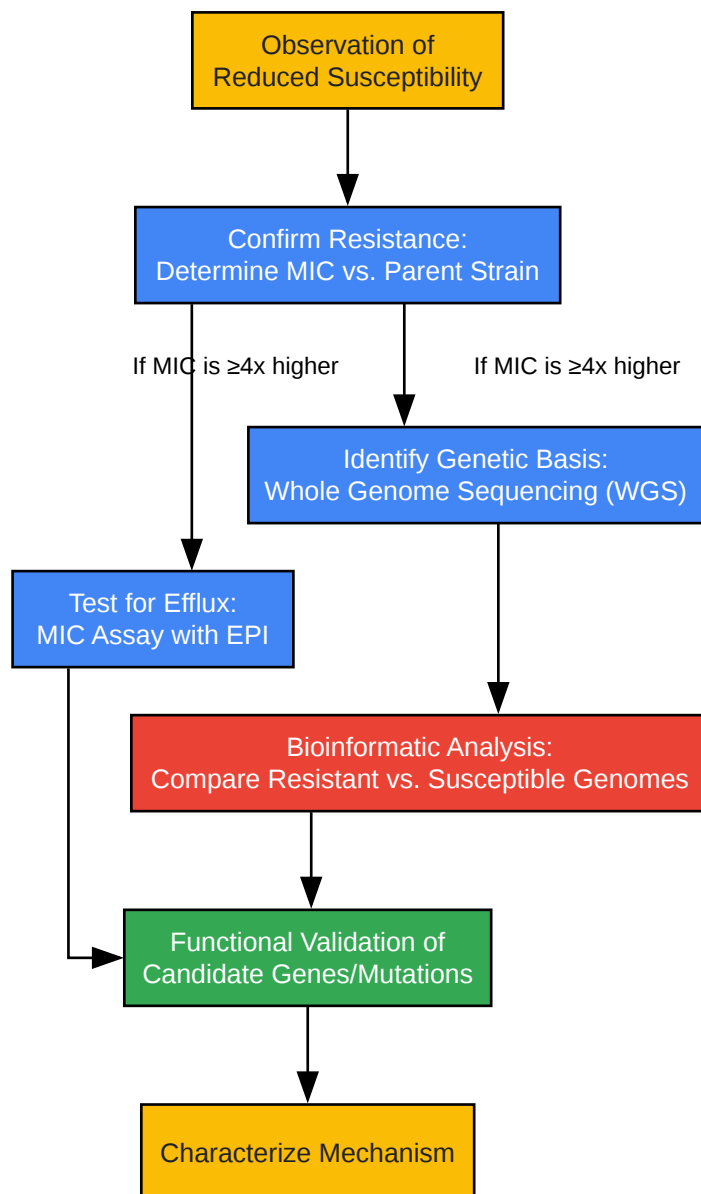 Observation of
Reduced Susceptibility
Confirm Resistance:
Determine MIC vs. Parent Strain
If MIC is ≥4x higher
If MIC is ≥4x higher
Identify Genetic Basis:
Whole Genome Sequencing (WGS)
Test for Efflux:
MIC Assay with EPI
Bioinformatic Analysis:
Compare Resistant vs. Susceptible Genomes
Functional Validation of
Candidate Genes/Mutations
Characterize Mechanism